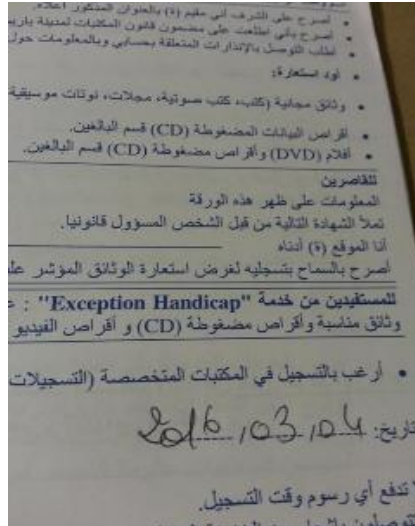 أصرح على الشرف أني مقيم (ة) بالعنوان المذكور أعلاه.
أصرح بأني اطلعت على مضمون قانون المكتبات لمدينة باريس
أطلب التوصل بالإنذارات المتعلقة بحسابي وبالمعلومات حول
• أود استعارة:
• وثائق مجانية (كتب، كتب صوتية، مجلات، نوتات موسيقية
• أقراص البيانات المضغوطة (CD) قسم البالغين.
• أفلام (DVD) وأقراص مضغوطة (CD) قسم البالغين.
للقاصرين
المعلومات على ظهر هذه الورقة
تملأ الشهادة التالية من قبل الشخص المسؤول قانونيا.
أنا الموقع (ة) أدناه
أصرح بالسماح بتسجيله لغرض استعارة الوثائق المؤشر
للمستفيدين من خدمة "Exception Handicap" :
وثائق مناسبة وأقراص مضغوطة (CD) و أقراص الفيديو
• أرغب بالتسجيل في المكتبات المتخصصة (التسجيلات
تاريخ: 2016/03/04
تدفع أي رسوم وقت التسجيل.